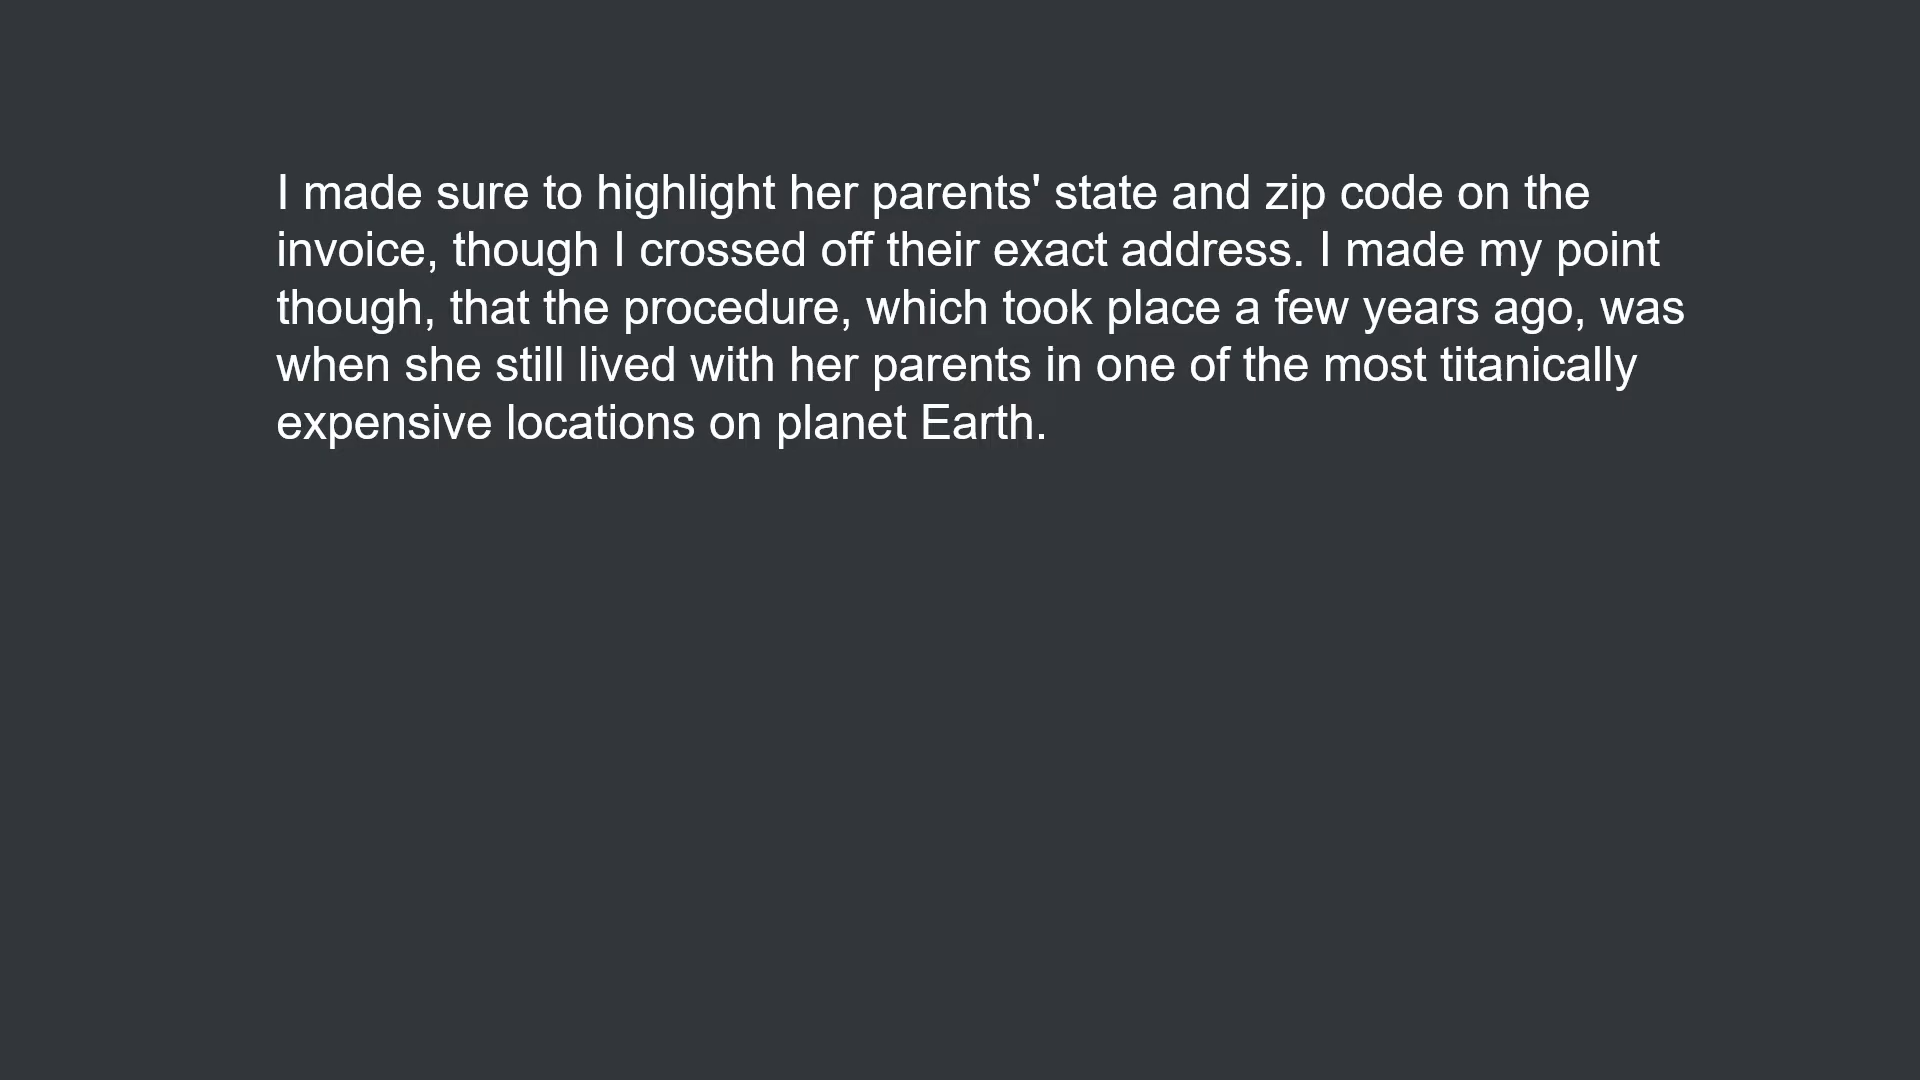 I made sure to highlight her parents' state and zip code on the
invoice, though I crossed off their exact address. I made my point
though, that the procedure, which took place a few years ago, was
when she still lived with her parents in one of the most titanically
expensive locations on planet Earth.